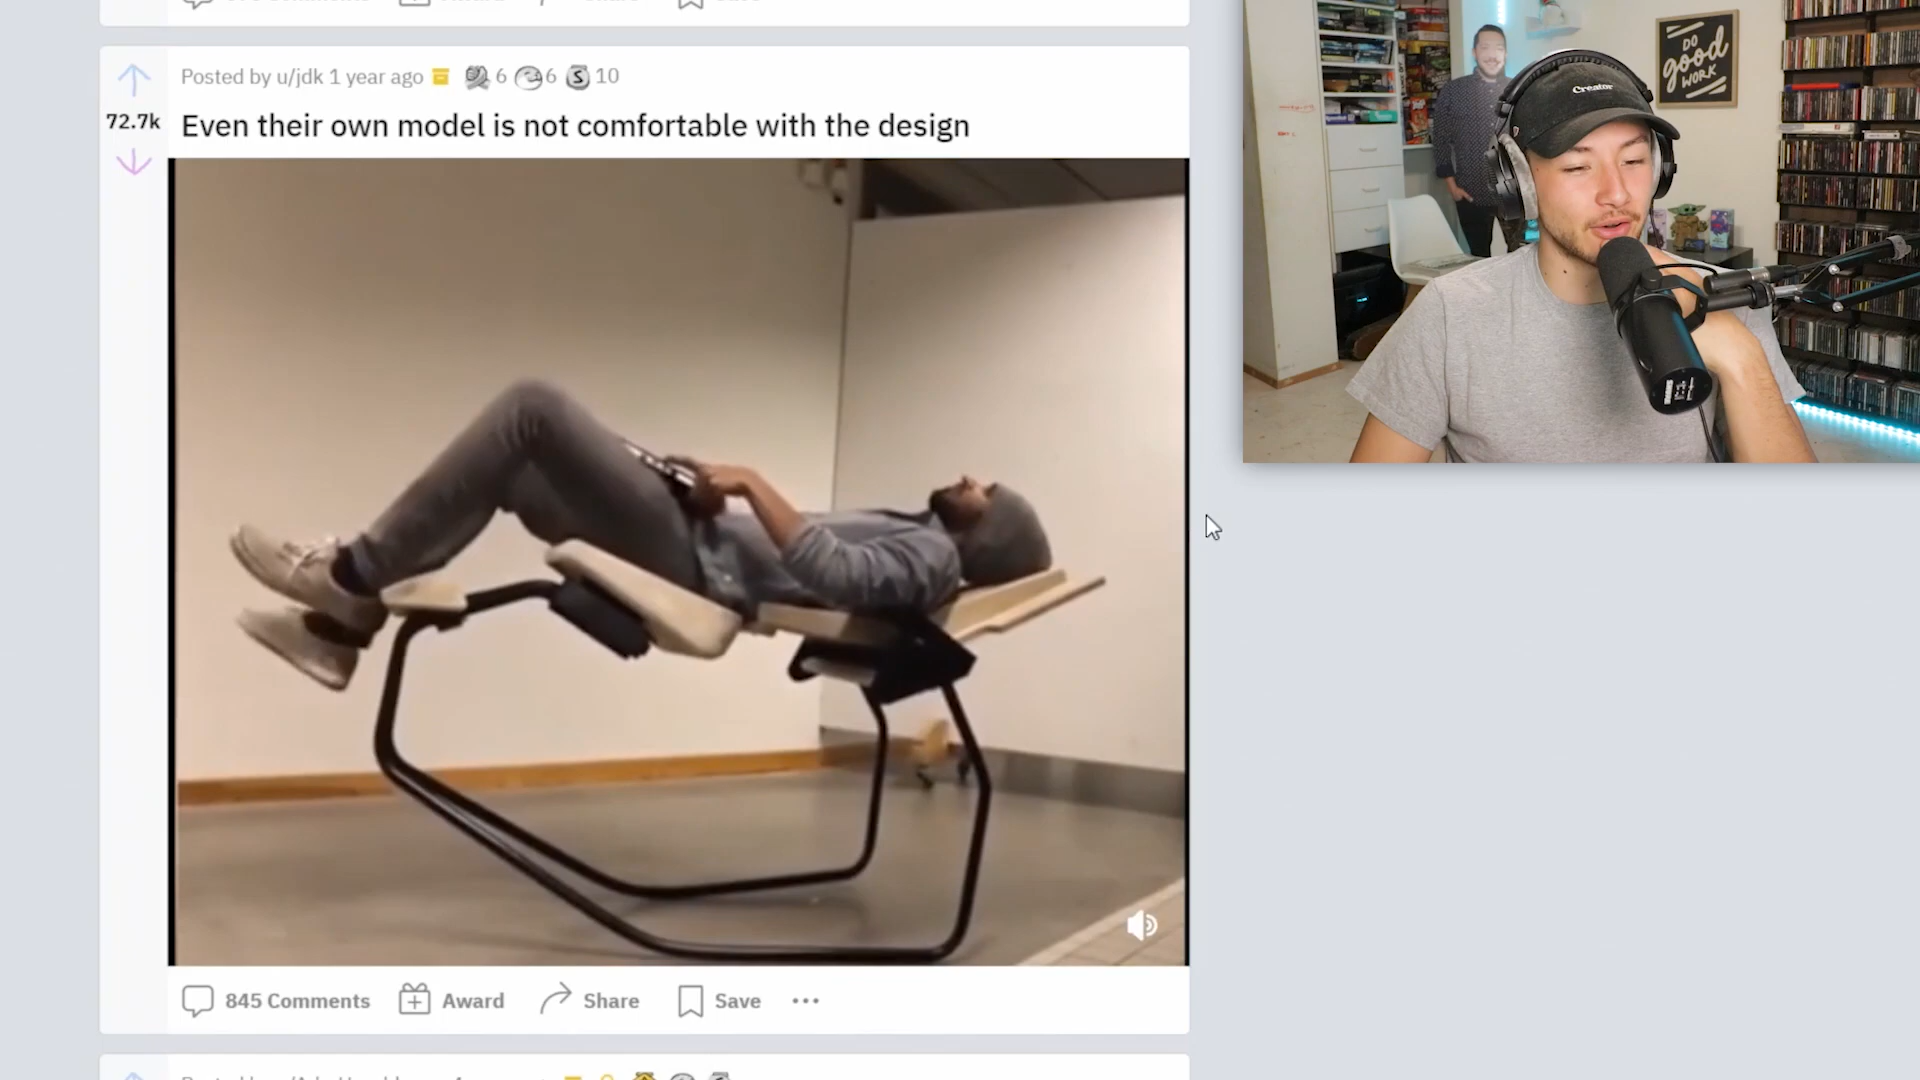 Posted by u/jdk 1 year ago 6 6 10
72.7k
Even their own model is not comfortable with the design
845 Comments Award Share Save
Creator
DO
good
WORK